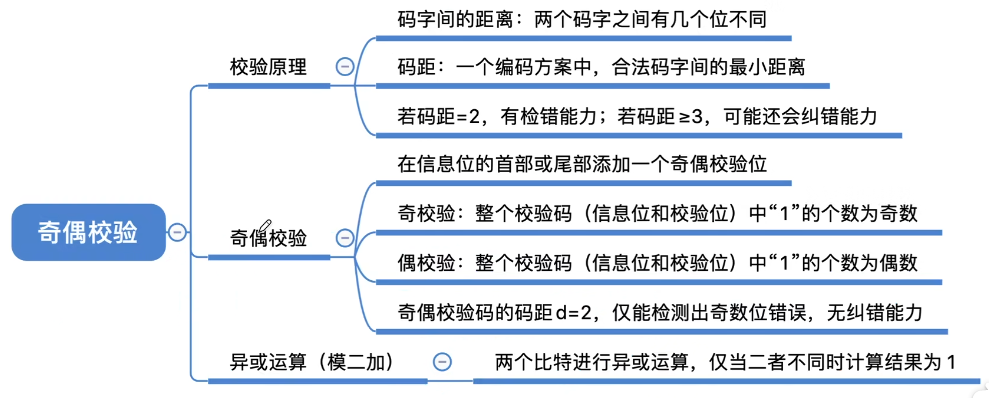 码字间的距离：两个码字之间有几个位不同
校验原理
码距：一个编码方案中，合法码字间的最小距离
若码距=2，有检错能力；若码距≥3，可能还会纠错能力
在信息位的首部或尾部添加一个奇偶校验位
奇偶校验
奇校验：整个校验码（信息位和校验位）中“1”的个数为奇数
奇偶校验
偶校验：整个校验码（信息位和校验位）中“1”的个数为偶数
奇偶校验码的码距d=2，仅能检测出奇数位错误，无纠错能力
异或运算（模二加）
两个比特进行异或运算，仅当二者不同时计算结果为1